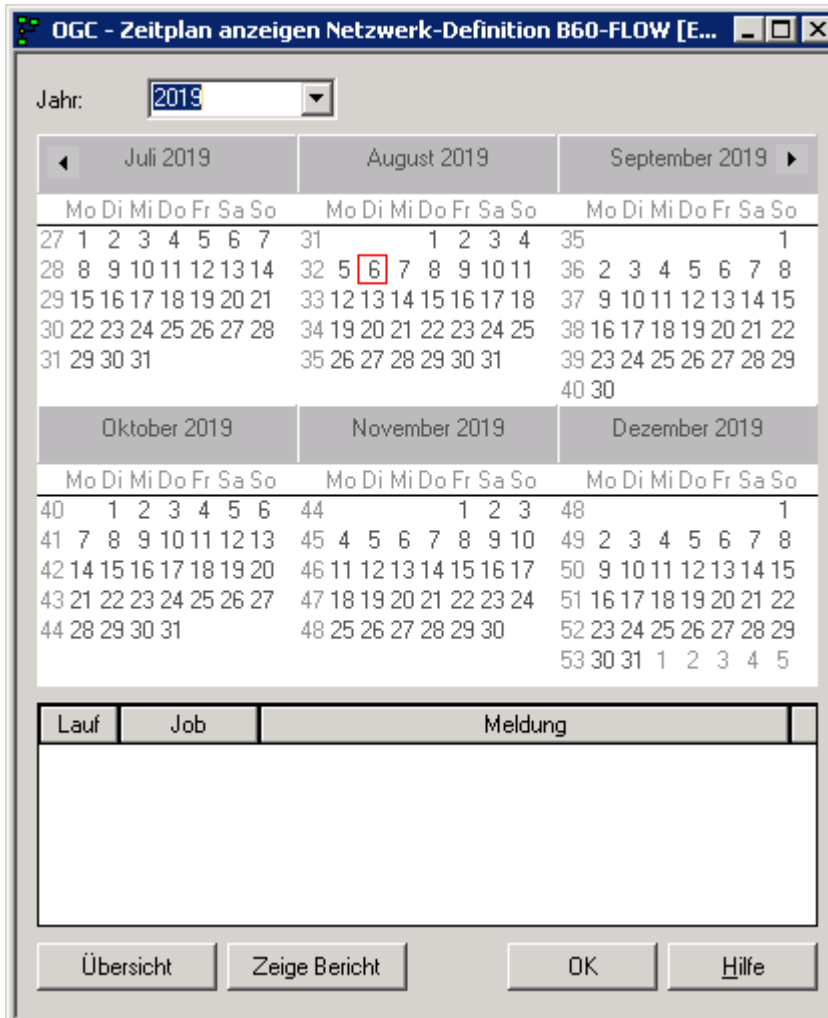 OGC - Zeitplan anzeigen Netzwerk-Definition B60-FLOW [E...
Jahr: 2019
Juli 2019 August 2019 September 2019
Mo Di Mi Do Fr Sa So Mo Di Mi Do Fr Sa So Mo Di Mi Do Fr Sa So
27 1 2 3 4 5 6 7 31 1 2 3 4 35 1
28 8 9 10 11 12 13 14 32 5 6 7 8 9 10 11 36 2 3 4 5 6 7 8
29 15 16 17 18 19 20 21 33 12 13 14 15 16 17 18 37 9 10 11 12 13 14 15
30 22 23 24 25 26 27 28 34 19 20 21 22 23 24 25 38 16 17 18 19 20 21 22
31 29 30 31 35 26 27 28 29 30 31 39 23 24 25 26 27 28 29
40 30
Oktober 2019 November 2019 Dezember 2019
Mo Di Mi Do Fr Sa So Mo Di Mi Do Fr Sa So Mo Di Mi Do Fr Sa So
40 1 2 3 4 5 6 44 1 2 3 48 1
41 7 8 9 10 11 12 13 45 4 5 6 7 8 9 10 49 2 3 4 5 6 7 8
42 14 15 16 17 18 19 20 46 11 12 13 14 15 16 17 50 9 10 11 12 13 14 15
43 21 22 23 24 25 26 27 47 18 19 20 21 22 23 24 51 16 17 18 19 20 21 22
44 28 29 30 31 48 25 26 27 28 29 30 52 23 24 25 26 27 28 29
53 30 31 1 2 3 4 5
Lauf Job Meldung
Übersicht Zeige Bericht OK Hilfe